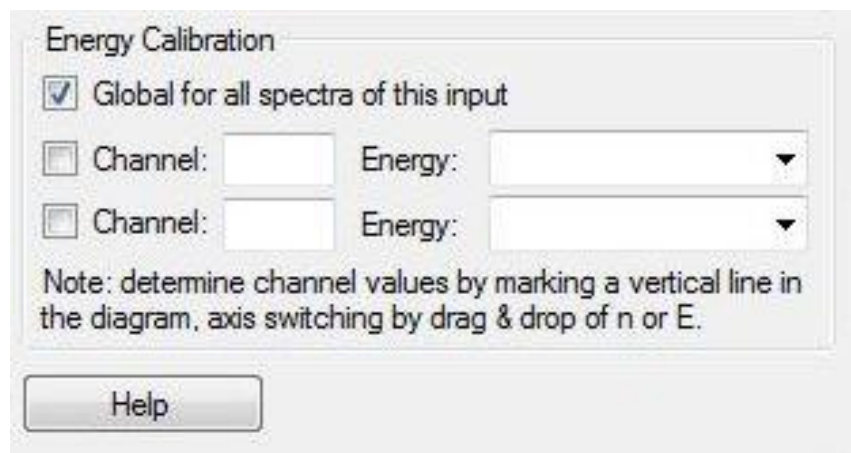 Energy Calibration
Global for all spectra of this input
Channel: Energy:
Channel: Energy:
Note: determine channel values by marking a vertical line in
the diagram, axis switching by drag & drop of n or E.
Help